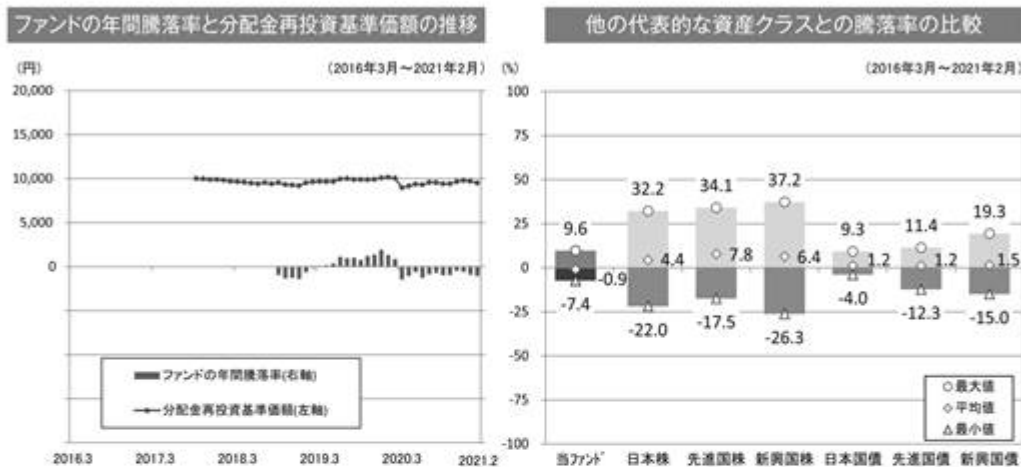 ファンドの年間騰落率と分配金再投資基準価額の推移
(円)
(2016年3月～2021年2月)
20,000
15,000
10,000
5,000
0
ファンドの年間騰落率(右軸)
分配金再投資基準価額(左軸)
2016.3
2017.3
2018.3
2019.3
2020.3
2021.2
他の代表的な資産クラスとの騰落率の比較
(%)
(2016年3月～2021年2月)
100
75
50
25
0
-25
-50
-75
-100
9.6
32.2
34.1
37.2
9.3
11.4
19.3
-0.9
4.4
7.8
6.4
1.2
1.2
1.5
-7.4
-22.0
-17.5
-26.3
-4.0
-12.3
-15.0
最大値
平均値
最小値
当ファンド
日本株
先進国株
新興国株
日本国債
先進国債
新興国債